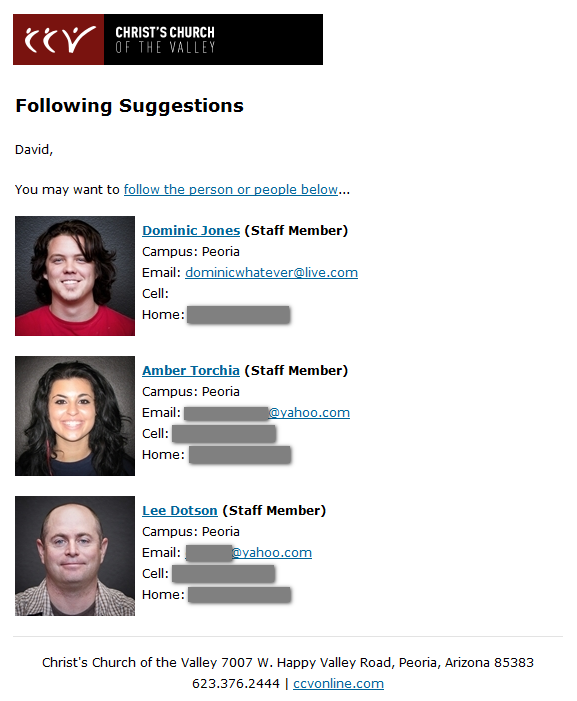 CCV CHRIST'S CHURCH
OF THE VALLEY
Following Suggestions
David,
You may want to follow the person or people below...
Dominic Jones (Staff Member)
Campus: Peoria
Email: dominicwhatever@live.com
Cell:
Home:
Amber Torchia (Staff Member)
Campus: Peoria
Email: @yahoo.com
Cell:
Home:
Lee Dotson (Staff Member)
Campus: Peoria
Email: @yahoo.com
Cell:
Home:
Christ's Church of the Valley 7007 W. Happy Valley Road, Peoria, Arizona 85383
623.376.2444 | ccvonline.com